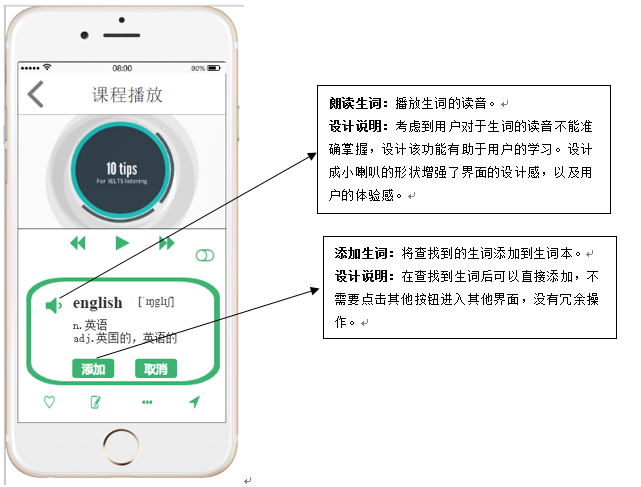 08:00
80%
课程播放
10 tips
For IELTS listening
english [ˈɪŋglɪʃ]
n.英语
adj.英国的，英语的
添加 取消
朗读生词：播放生词的读音。
设计说明：考虑到用户对于生词的读音不能准
确掌握，设计该功能有助于用户的学习。设计
成小喇叭的形状增强了界面的设计感，以及用
户的体验感。
添加生词：将查找到的生词添加到生词本。
设计说明：在查找到生词后可以直接添加，不
需要点击其他按钮进入其他界面，没有冗余操
作。